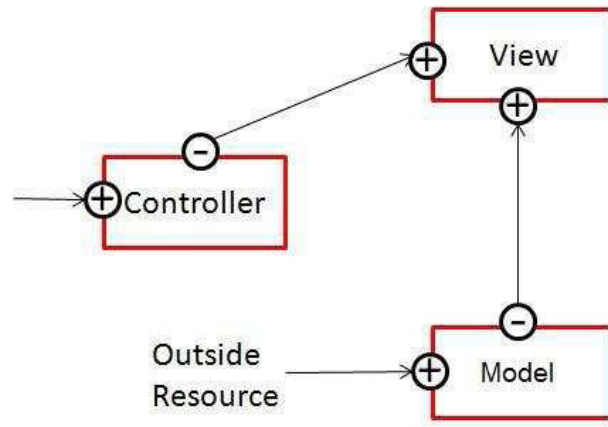 View
Controller
Outside
Resource
Model
+
-
+
+
-
+